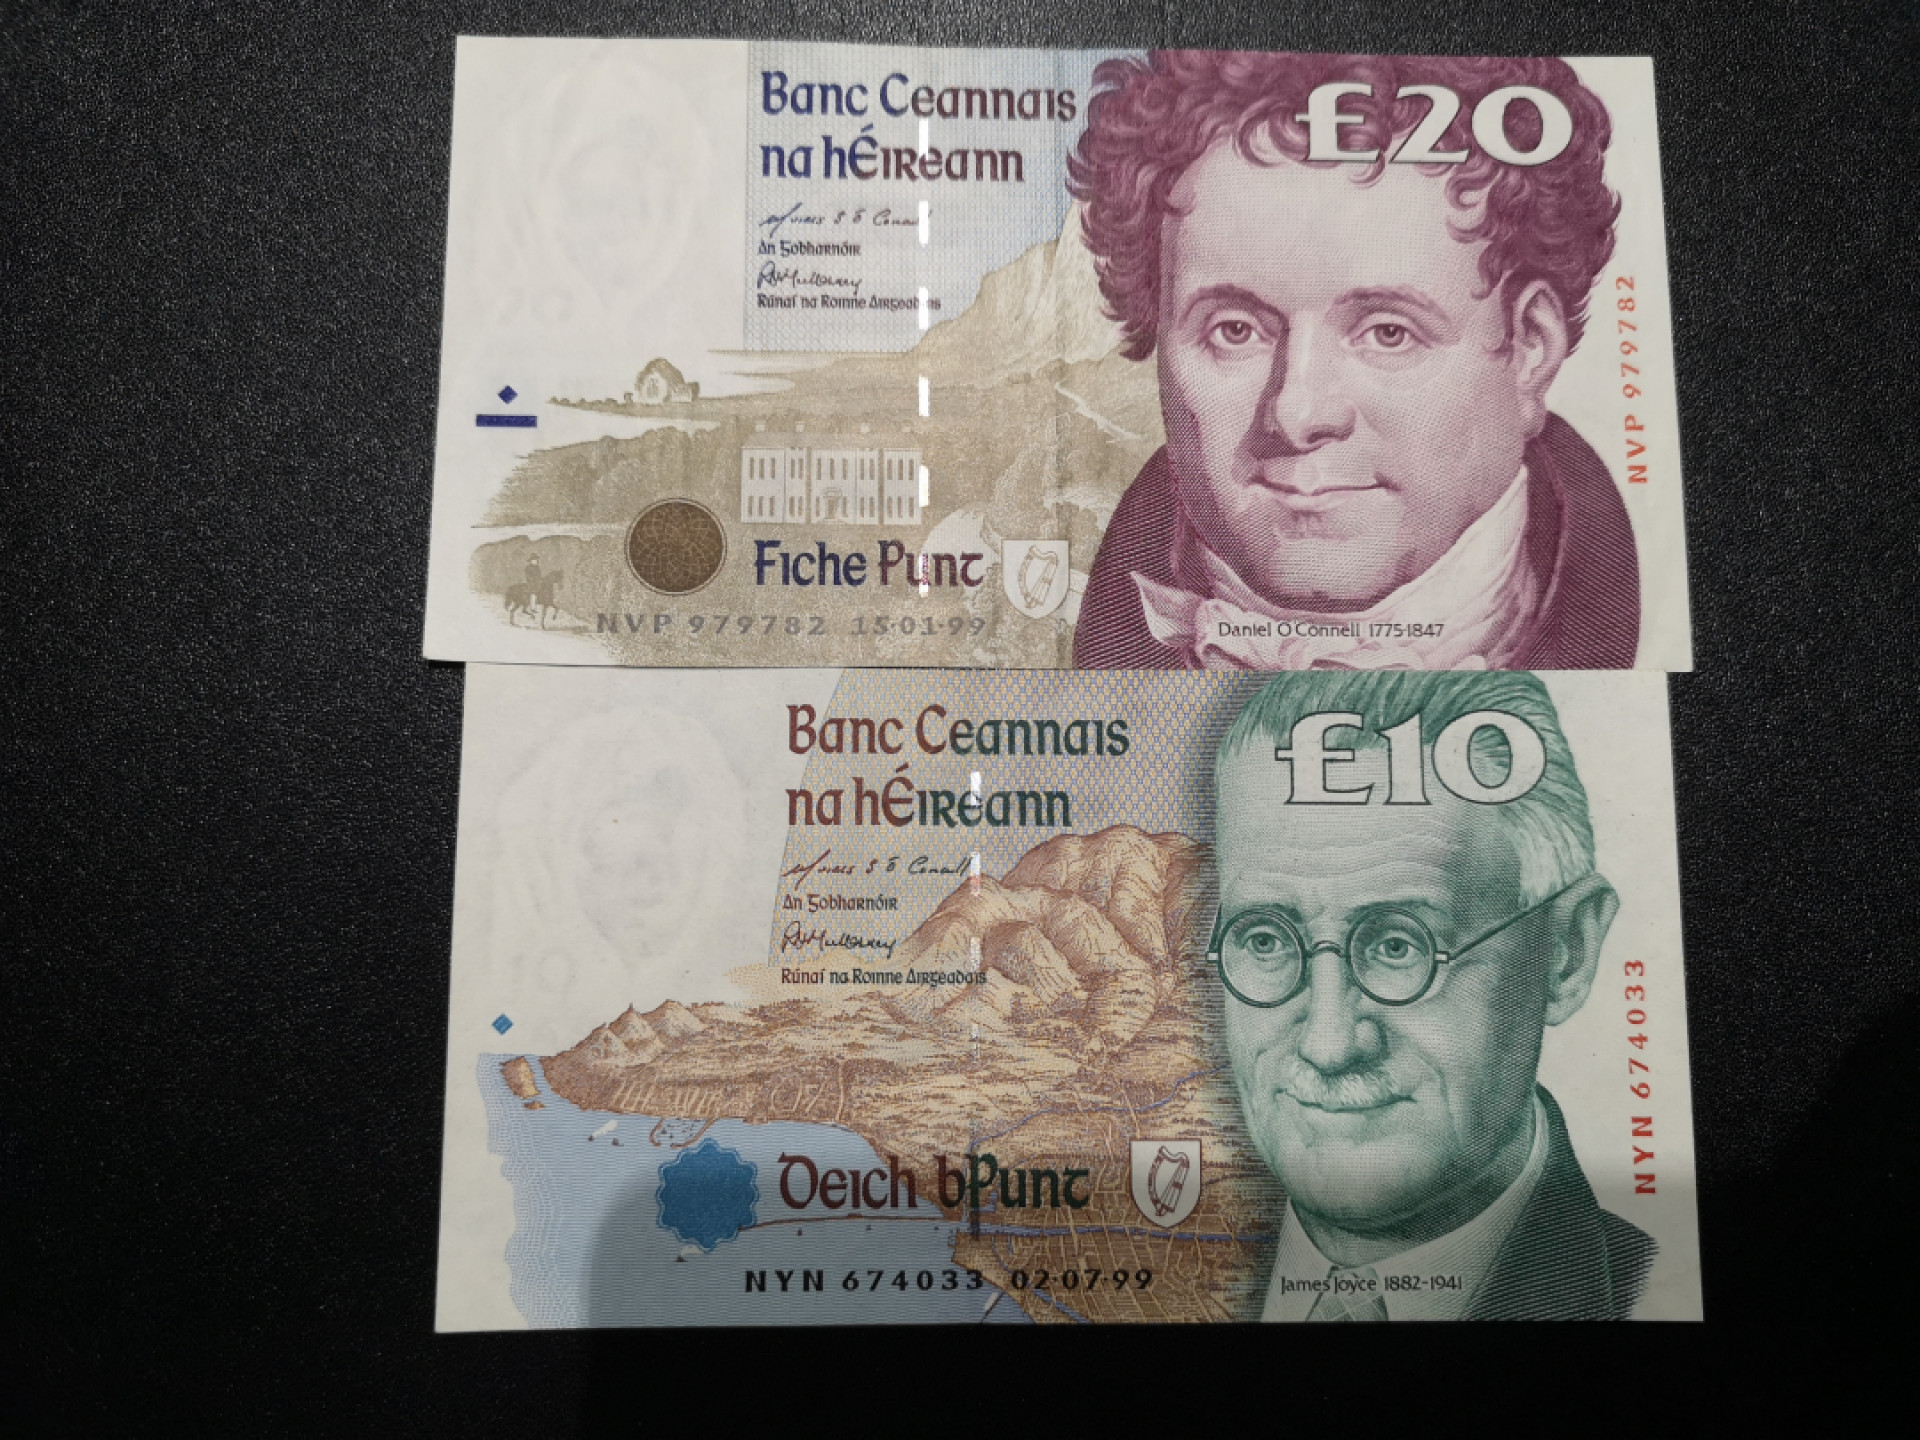 Banc Ceannais
na hÉireann
£20
An Gobharnóir
Rúnaí na Roinne Airgeadais
NVP 979782
Fiche Punt
NVP 979782 15·01·99
Daniel O'Connell 1775-1847
Banc Ceannais
na hÉireann
£10
An Gobharnóir
Rúnaí na Roinne Airgeadais
NYN 674033
Deich bPunt
NYN 674033 02·07·99
James Joyce 1882-1941